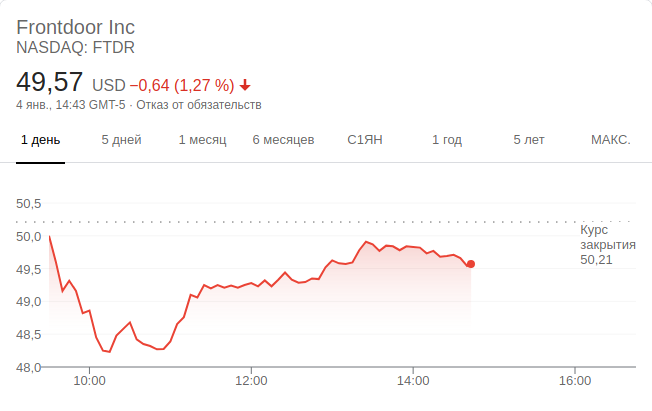 Frontdoor Inc
NASDAQ: FTDR
49,57 USD −0,64 (1,27 %)
4 янв., 14:43 GMT-5 · Отказ от обязательств
1 день 5 дней 1 месяц 6 месяцев С1ЯН 1 год 5 лет МАКС.
50,5
Курс
закрытия
50,21
50,0
49,5
49,0
48,5
48,0
10:00 12:00 14:00 16:00